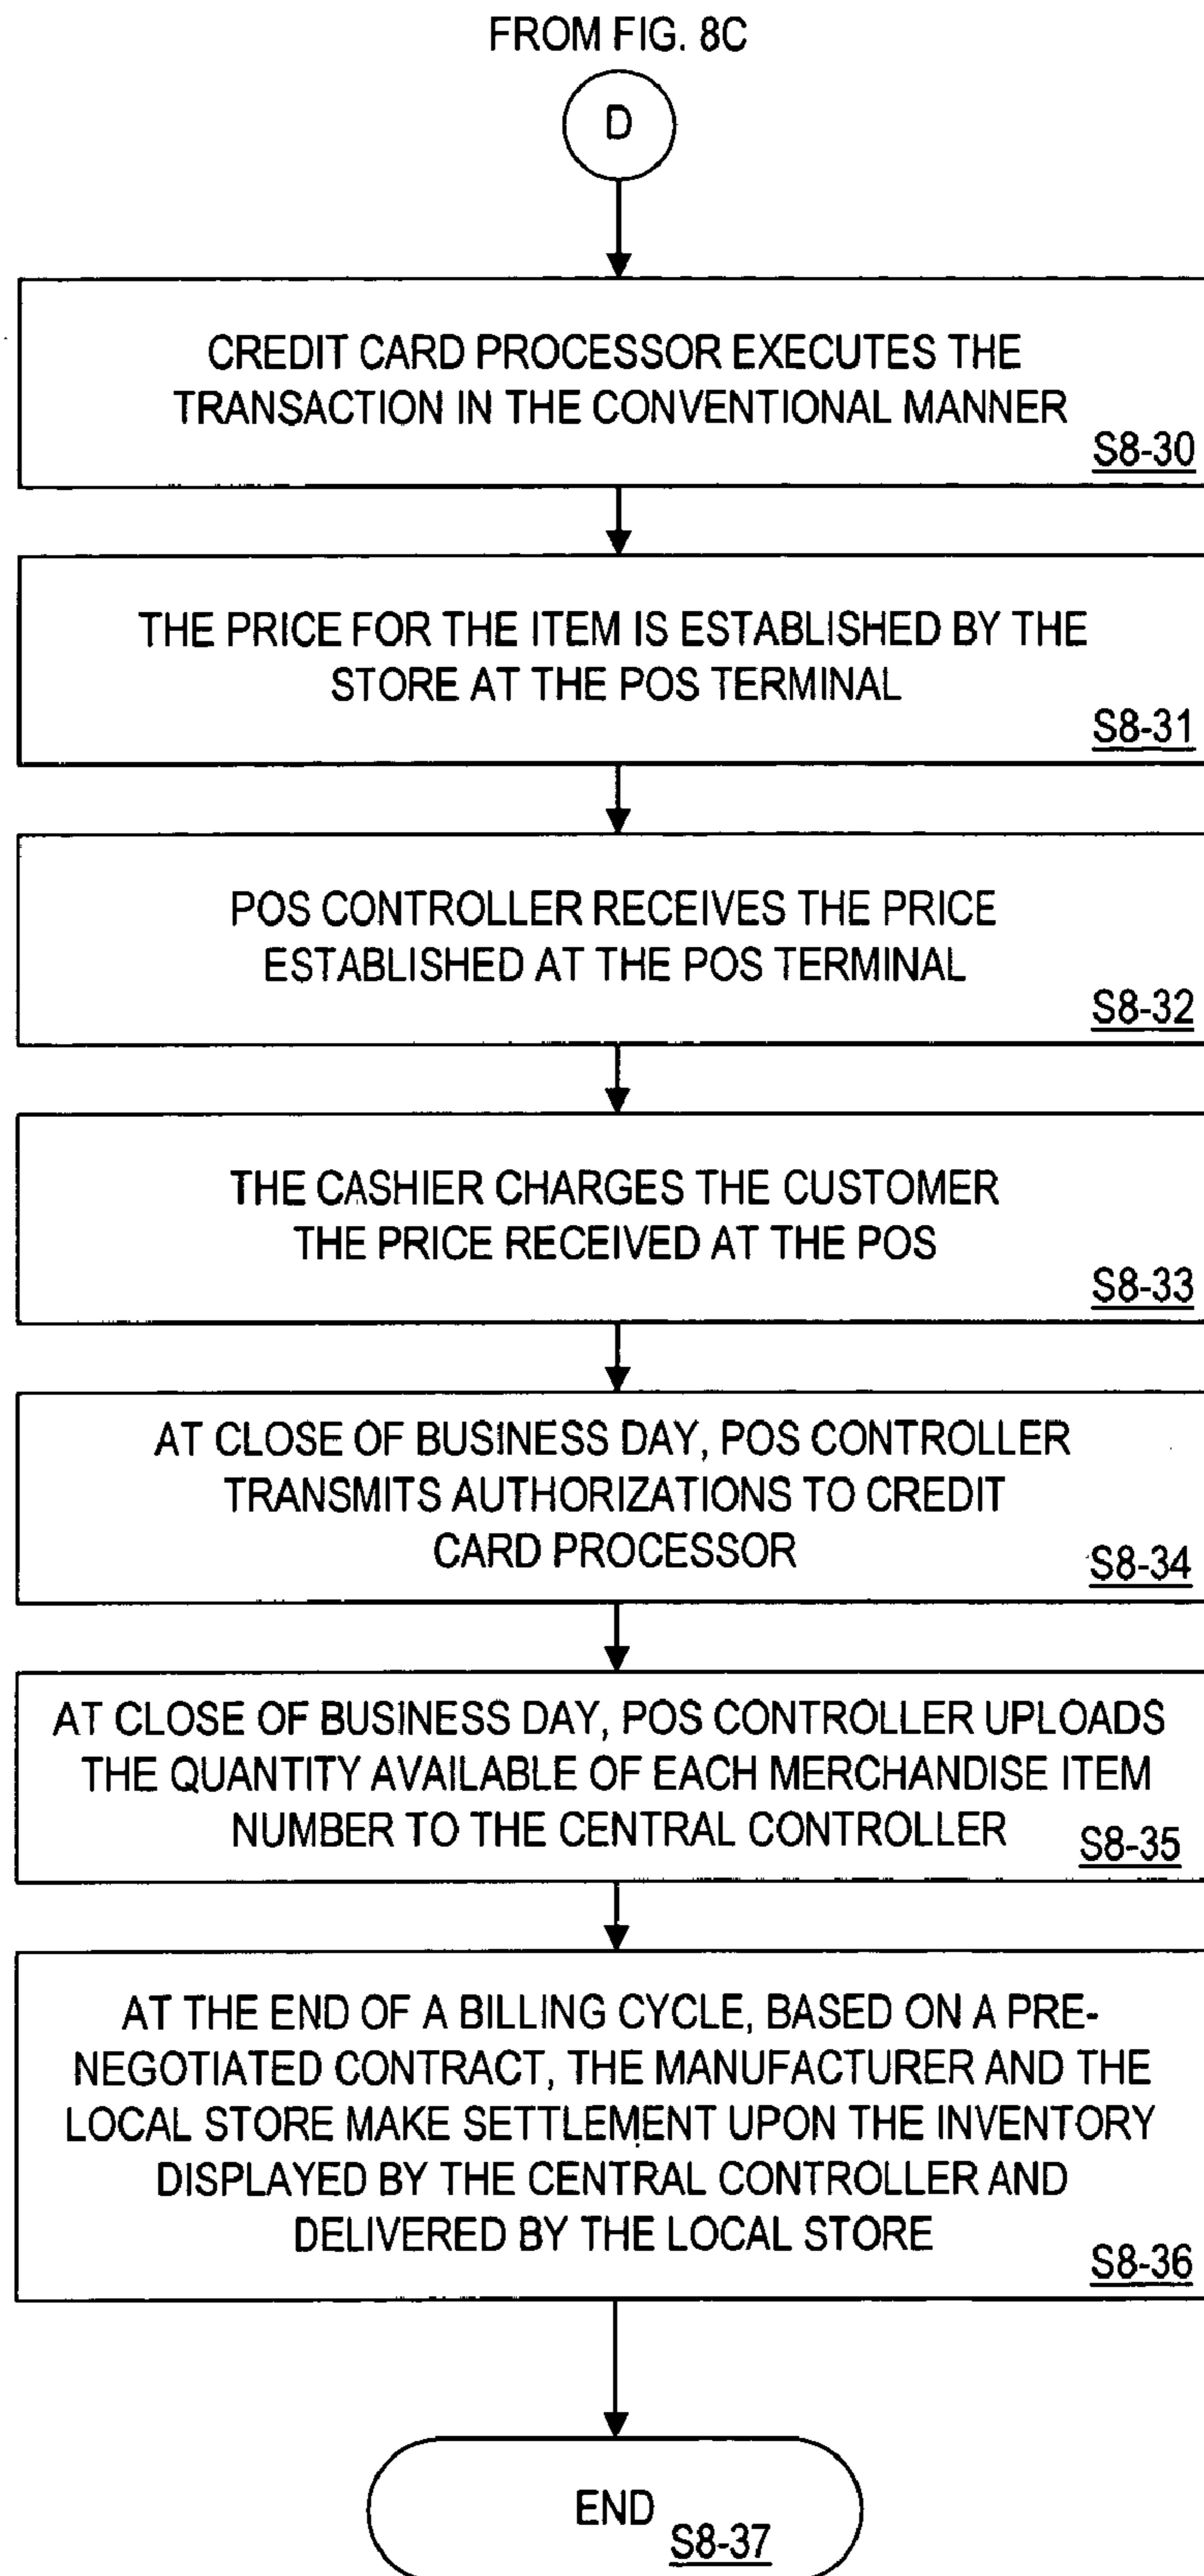 FROM FIG. 8C
D
CREDIT CARD PROCESSOR EXECUTES THE
TRANSACTION IN THE CONVENTIONAL MANNER
S8-30
THE PRICE FOR THE ITEM IS ESTABLISHED BY THE
STORE AT THE POS TERMINAL
S8-31
POS CONTROLLER RECEIVES THE PRICE
ESTABLISHED AT THE POS TERMINAL
S8-32
THE CASHIER CHARGES THE CUSTOMER
THE PRICE RECEIVED AT THE POS
S8-33
AT CLOSE OF BUSINESS DAY, POS CONTROLLER
TRANSMITS AUTHORIZATIONS TO CREDIT
CARD PROCESSOR
S8-34
AT CLOSE OF BUSINESS DAY, POS CONTROLLER UPLOADS
THE QUANTITY AVAILABLE OF EACH MERCHANDISE ITEM
NUMBER TO THE CENTRAL CONTROLLER
S8-35
AT THE END OF A BILLING CYCLE, BASED ON A PRE-
NEGOTIATED CONTRACT, THE MANUFACTURER AND THE
LOCAL STORE MAKE SETTLEMENT UPON THE INVENTORY
DISPLAYED BY THE CENTRAL CONTROLLER AND
DELIVERED BY THE LOCAL STORE
S8-36
END
S8-37